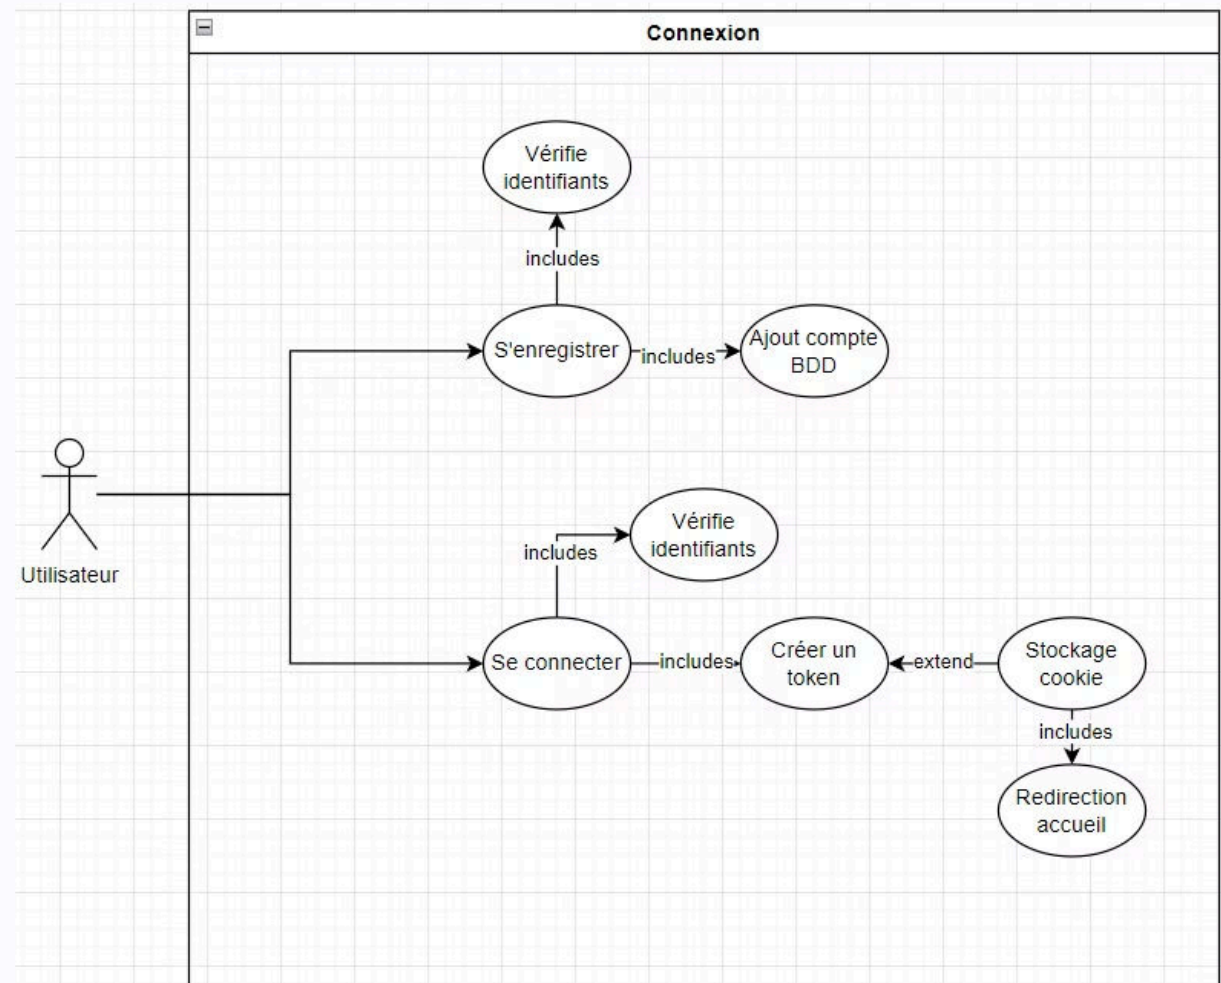 Connexion
Vérifie
identifiants
includes
S'enregistrer
includes
Ajout compte
BDD
Utilisateur
Vérifie
identifiants
includes
Se connecter
includes
Créer un
token
extend
Stockage
cookie
includes
Redirection
accueil